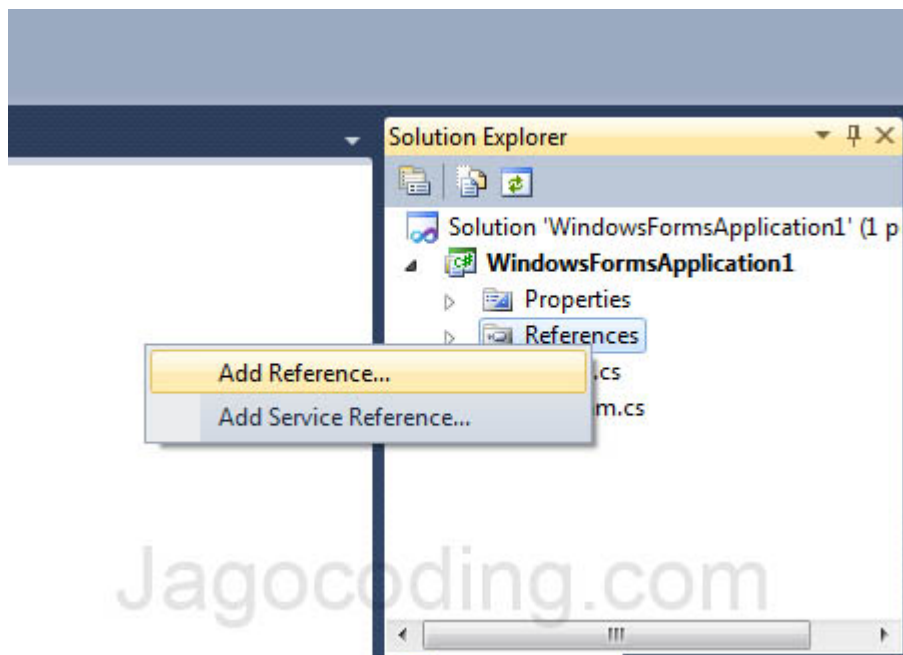 Solution Explorer
Solution 'WindowsFormsApplication1' (1 p
WindowsFormsApplication1
Properties
References
Add Reference...
.cs
Add Service Reference...
m.cs
Jagocoding.com